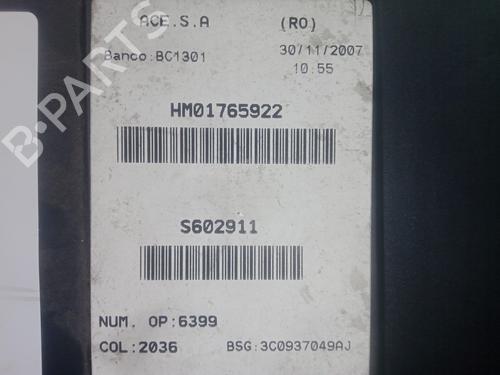 ACE.S.A (RO)
Banco:BC1301 30/11/2007
10:55
HM01765922
S602911
NUM. OP:6399
COL:2036 BSG:3C0937049AJ
B-PARTS